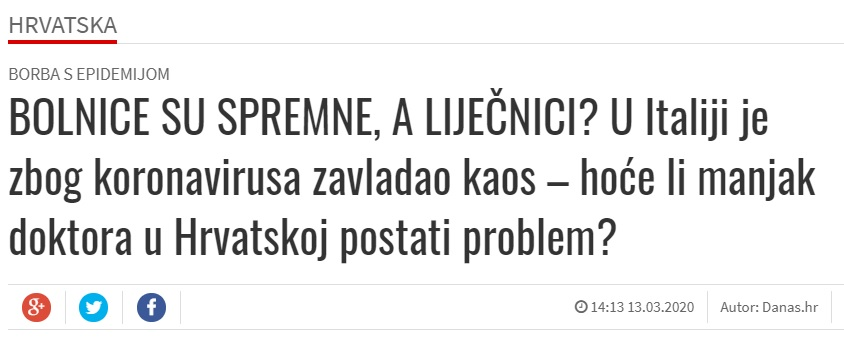 HRVATSKA
BORBA S EPIDEMIJOM
BOLNICE SU SPREMNE, A LIJEČNICI? U Italiji je
zbog koronavirusa zavladao kaos – hoće li manjak
doktora u Hrvatskoj postati problem?
14:13 13.03.2020 Autor: Danas.hr